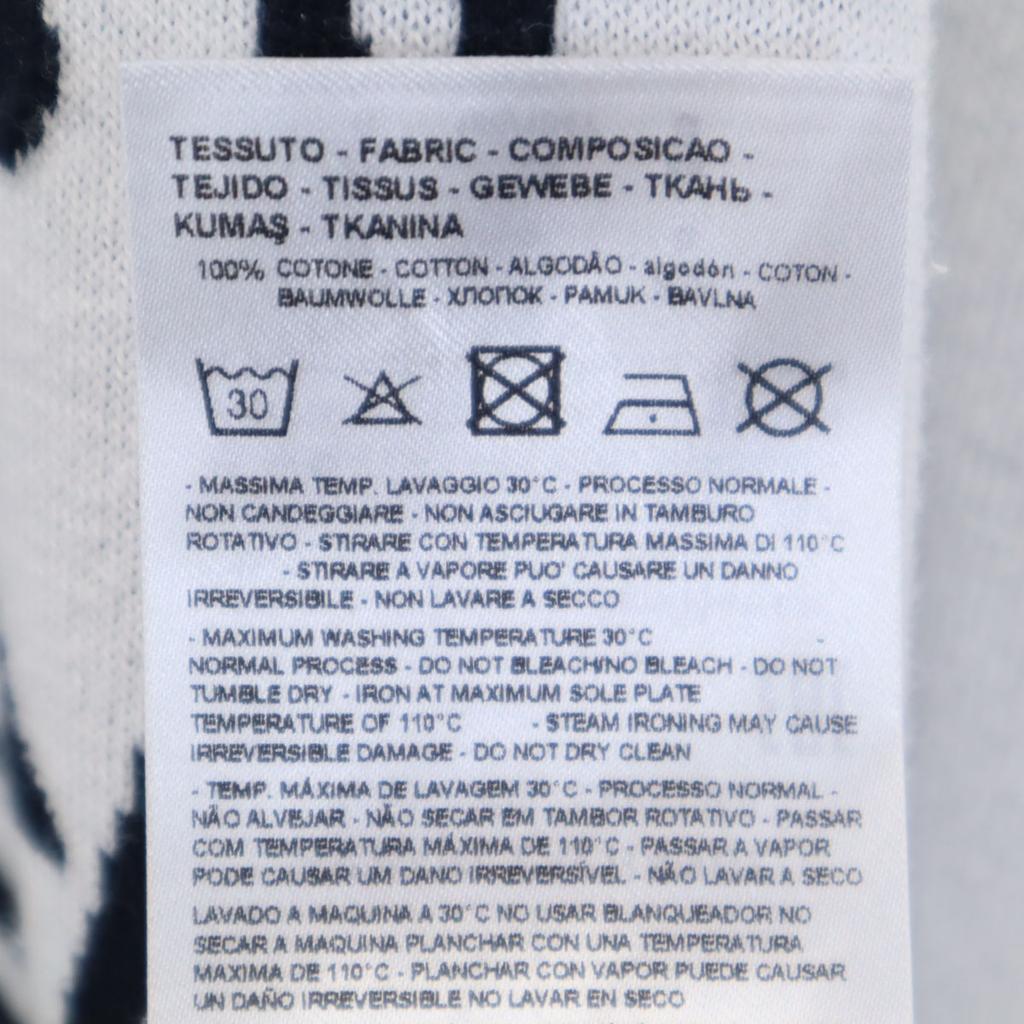 TESSUTO - FABRIC - COMPOSICAO -
TEJIDO - TISSUS - GEWEBE - ТКАНЬ -
KUMAŞ - TKANINA
100% COTONE - COTTON - ALGODÃO - algodón - COTON -
BAUMWOLLE - ХЛОПОК - PAMUK - BAVLNA
30
- MASSIMA TEMP. LAVAGGIO 30°C - PROCESSO NORMALE -
NON CANDEGGIARE - NON ASCIUGARE IN TAMBURO
ROTATIVO - STIRARE CON TEMPERATURA MASSIMA DI 110°C
- STIRARE A VAPORE PUO' CAUSARE UN DANNO
IRREVERSIBILE - NON LAVARE A SECCO
- MAXIMUM WASHING TEMPERATURE 30°C -
NORMAL PROCESS - DO NOT BLEACH/NO BLEACH - DO NOT
TUMBLE DRY - IRON AT MAXIMUM SOLE PLATE
TEMPERATURE OF 110°C - STEAM IRONING MAY CAUSE
IRREVERSIBLE DAMAGE - DO NOT DRY CLEAN
- TEMP. MÁXIMA DE LAVAGEM 30°C - PROCESSO NORMAL -
NÃO ALVEJAR - NÃO SECAR EM TAMBOR ROTATIVO - PASSAR
COM TEMPERATURA MÁXIMA DE 110°C - PASSAR A VAPOR
PODE CAUSAR UM DANO IRREVERSÍVEL - NÃO LAVAR A SECO
LAVADO A MAQUINA A 30°C NO USAR BLANQUEADOR NO
SECAR A MAQUINA PLANCHAR CON UNA TEMPERATURA
MAXIMA DE 110°C - PLANCHAR CON VAPOR PUEDE CAUSAR
UN DAÑO IRREVERSIBLE NO LAVAR EN SECO